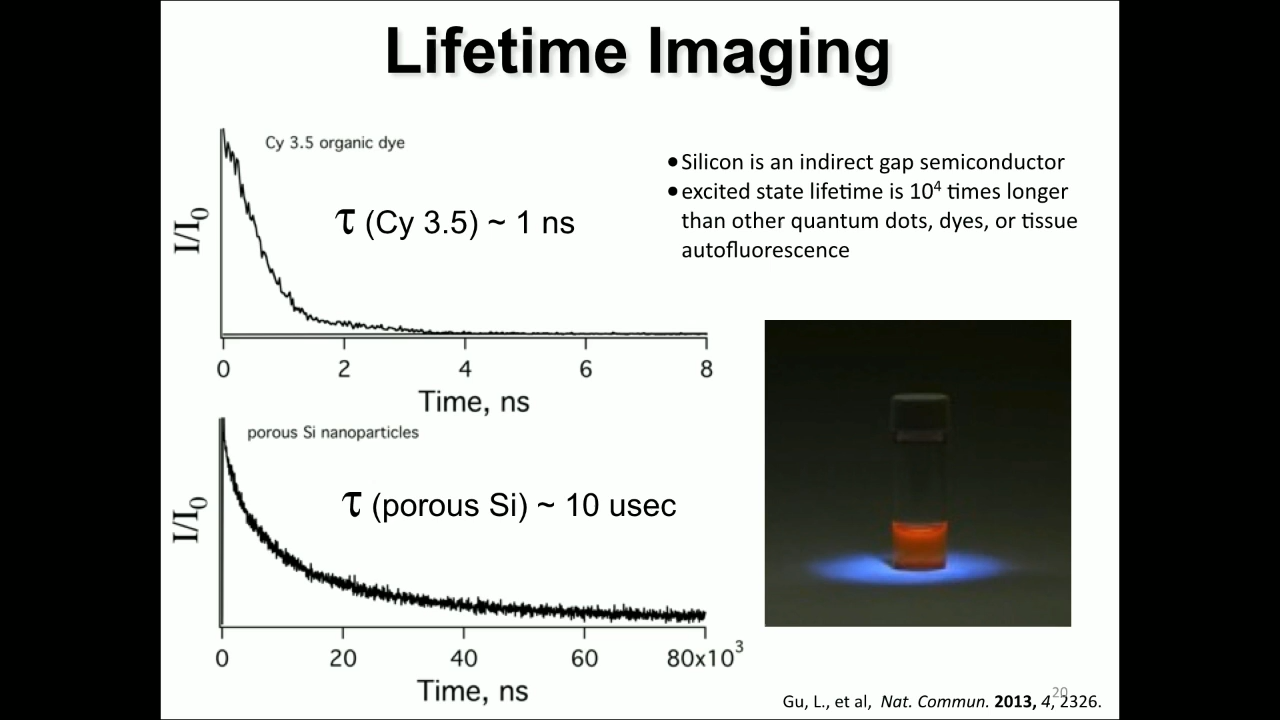 Lifetime Imaging
Cy 3.5 organic dye
I/I₀
τ (Cy 3.5) ~ 1 ns
0 2 4 6 8
Time, ns
porous Si nanoparticles
I/I₀
τ (porous Si) ~ 10 usec
0 20 40 60 80x10³
Time, ns
●Silicon is an indirect gap semiconductor
●excited state lifetime is 10⁴ times longer
than other quantum dots, dyes, or tissue
autofluorescence
20
Gu, L., et al, Nat. Commun. 2013, 4, 2326.